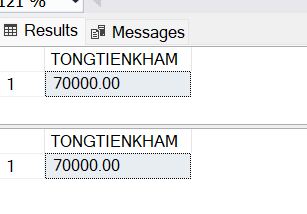 121 %
Results Messages
TONGTIENKHAM
1 70000.00
TONGTIENKHAM
1 70000.00